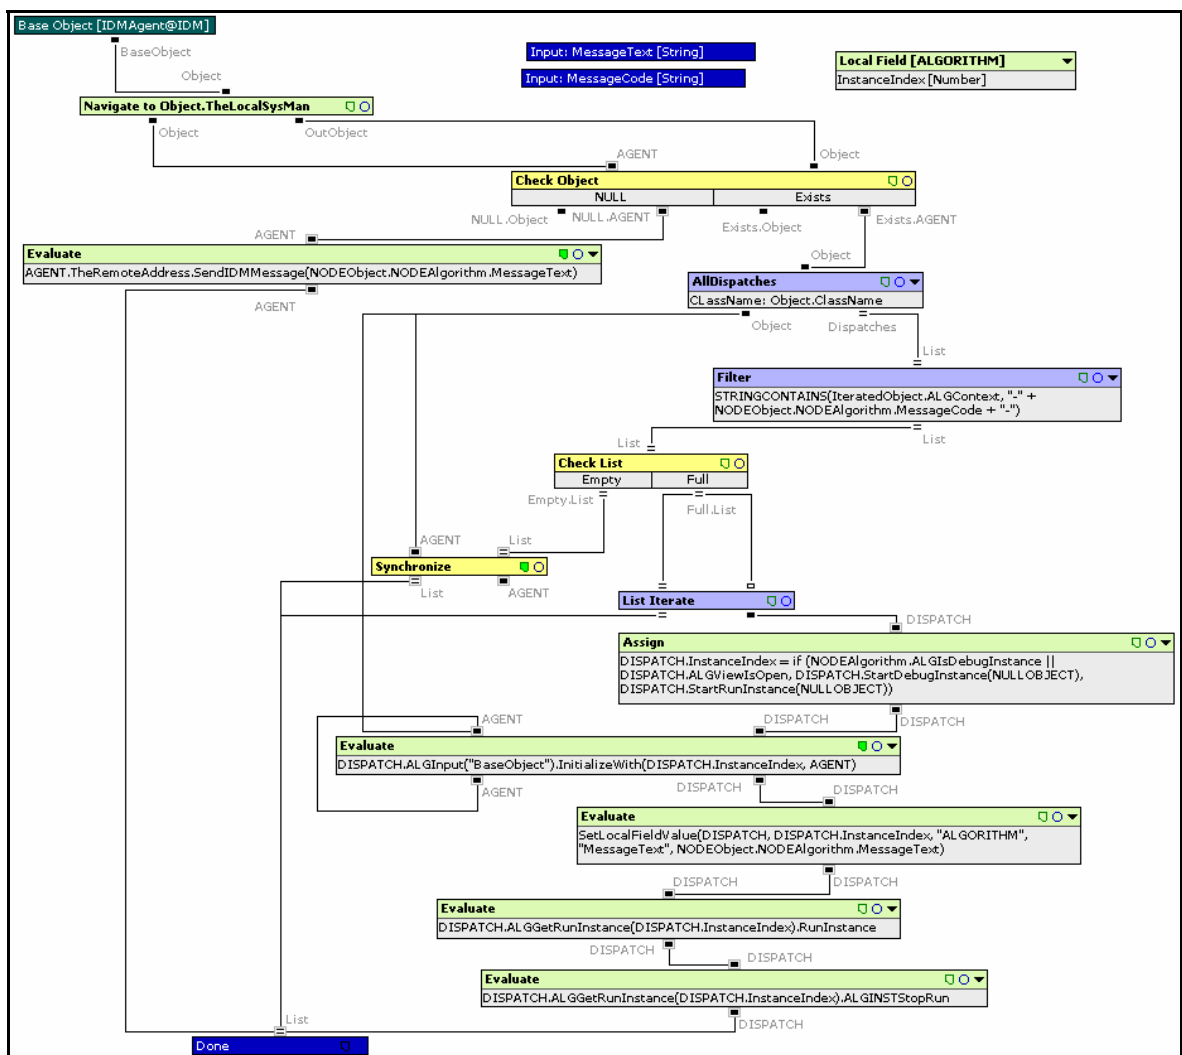 Base Object [IDMAgent@IDM]
BaseObject
Input: MessageText [String]
Input: MessageCode [String]
Local Field [ALGORITHM]
InstanceIndex [Number]
Object
Navigate to Object.TheLocalSysMan
Object
OutObject
AGENT
Object
Check Object
NULL
Exists
NULL.Object
NULL.AGENT
Exists.Object
Exists.AGENT
AGENT
Evaluate
AGENT.TheRemoteAddress.SendIDMMessage(NODEObject.NODEAlgorithm.MessageText)
AGENT
Object
AllDispatches
CLassName: Object.ClassName
Object
Dispatches
List
Filter
STRINGCONTAINS(IteratedObject.ALGContext, "-" +
NODEObject.NODEAlgorithm.MessageCode + "-")
List
List
Check List
Empty
Full
Empty.List
Full.List
AGENT
List
Synchronize
List
AGENT
List Iterate
DISPATCH
Assign
DISPATCH.InstanceIndex = if (NODEAlgorithm.ALGIsDebugInstance ||
DISPATCH.ALGViewIsOpen, DISPATCH.StartDebugInstance(NULLOBJECT),
DISPATCH.StartRunInstance(NULLOBJECT))
AGENT
DISPATCH
DISPATCH
Evaluate
DISPATCH.ALGInput("BaseObject").InitializeWith(DISPATCH.InstanceIndex, AGENT)
AGENT
DISPATCH
DISPATCH
Evaluate
SetLocalFieldValue(DISPATCH, DISPATCH.InstanceIndex, "ALGORITHM",
"MessageText", NODEObject.NODEAlgorithm.MessageText)
DISPATCH
DISPATCH
Evaluate
DISPATCH.ALGGetRunInstance(DISPATCH.InstanceIndex).RunInstance
DISPATCH
DISPATCH
Evaluate
DISPATCH.ALGGetRunInstance(DISPATCH.InstanceIndex).ALGINSTStopRun
List
DISPATCH
Done